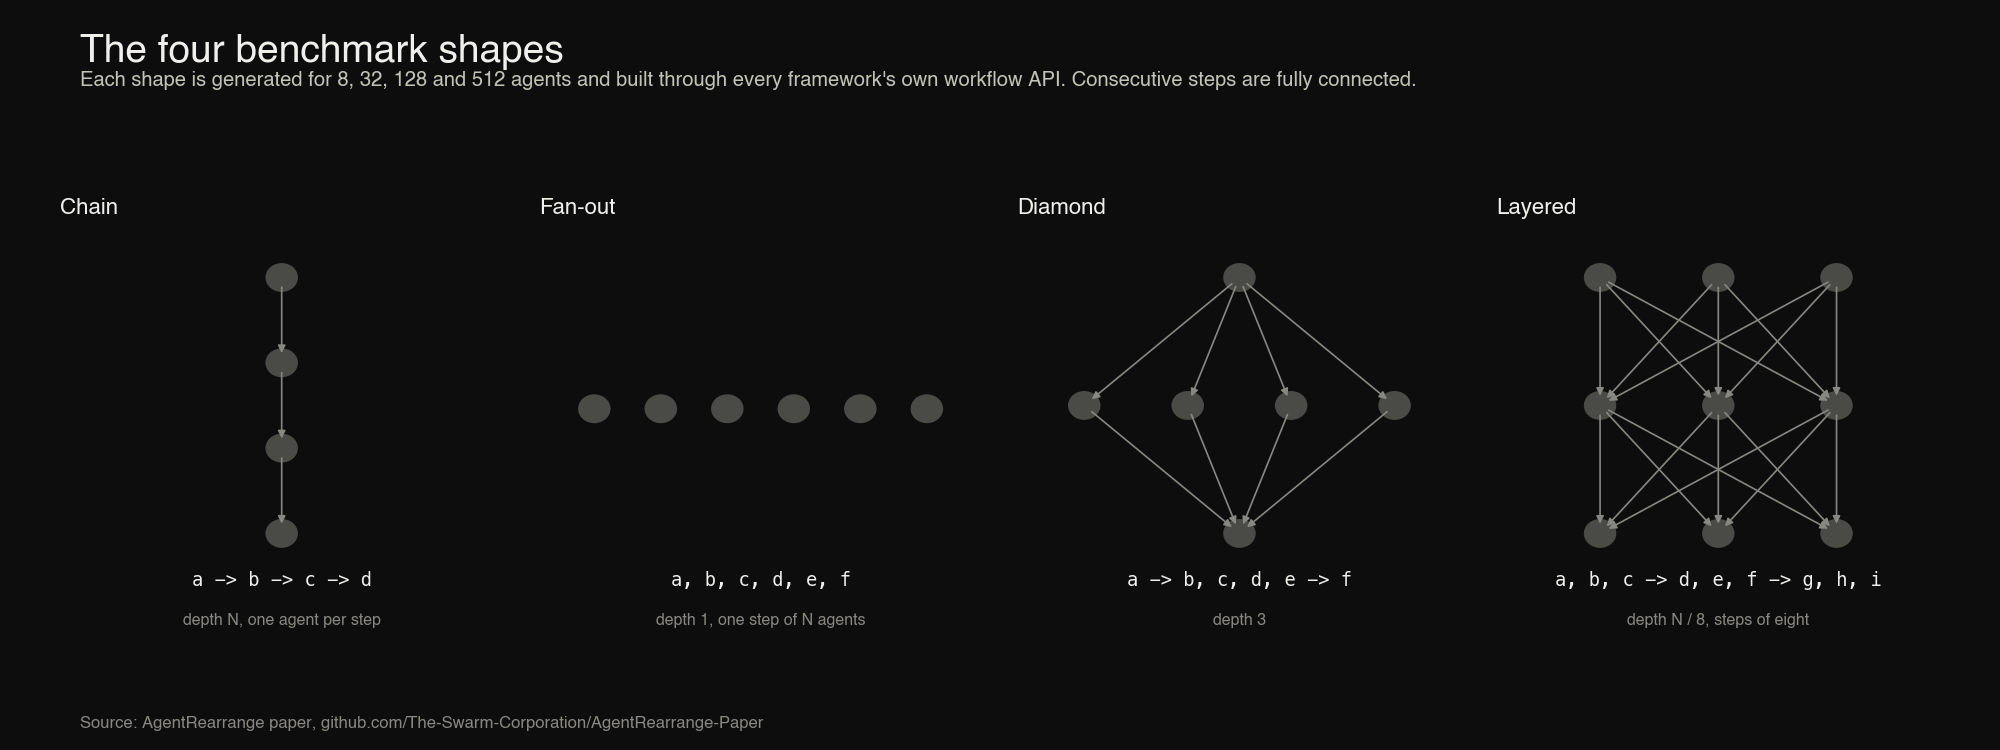 The four benchmark shapes
Each shape is generated for 8, 32, 128 and 512 agents and built through every framework's own workflow API. Consecutive steps are fully connected.
Chain
Fan-out
Diamond
Layered
a -> b -> c -> d
a, b, c, d, e, f
a -> b, c, d, e -> f
a, b, c -> d, e, f -> g, h, i
depth N, one agent per step
depth 1, one step of N agents
depth 3
depth N / 8, steps of eight
Source: AgentRearrange paper, github.com/The-Swarm-Corporation/AgentRearrange-Paper